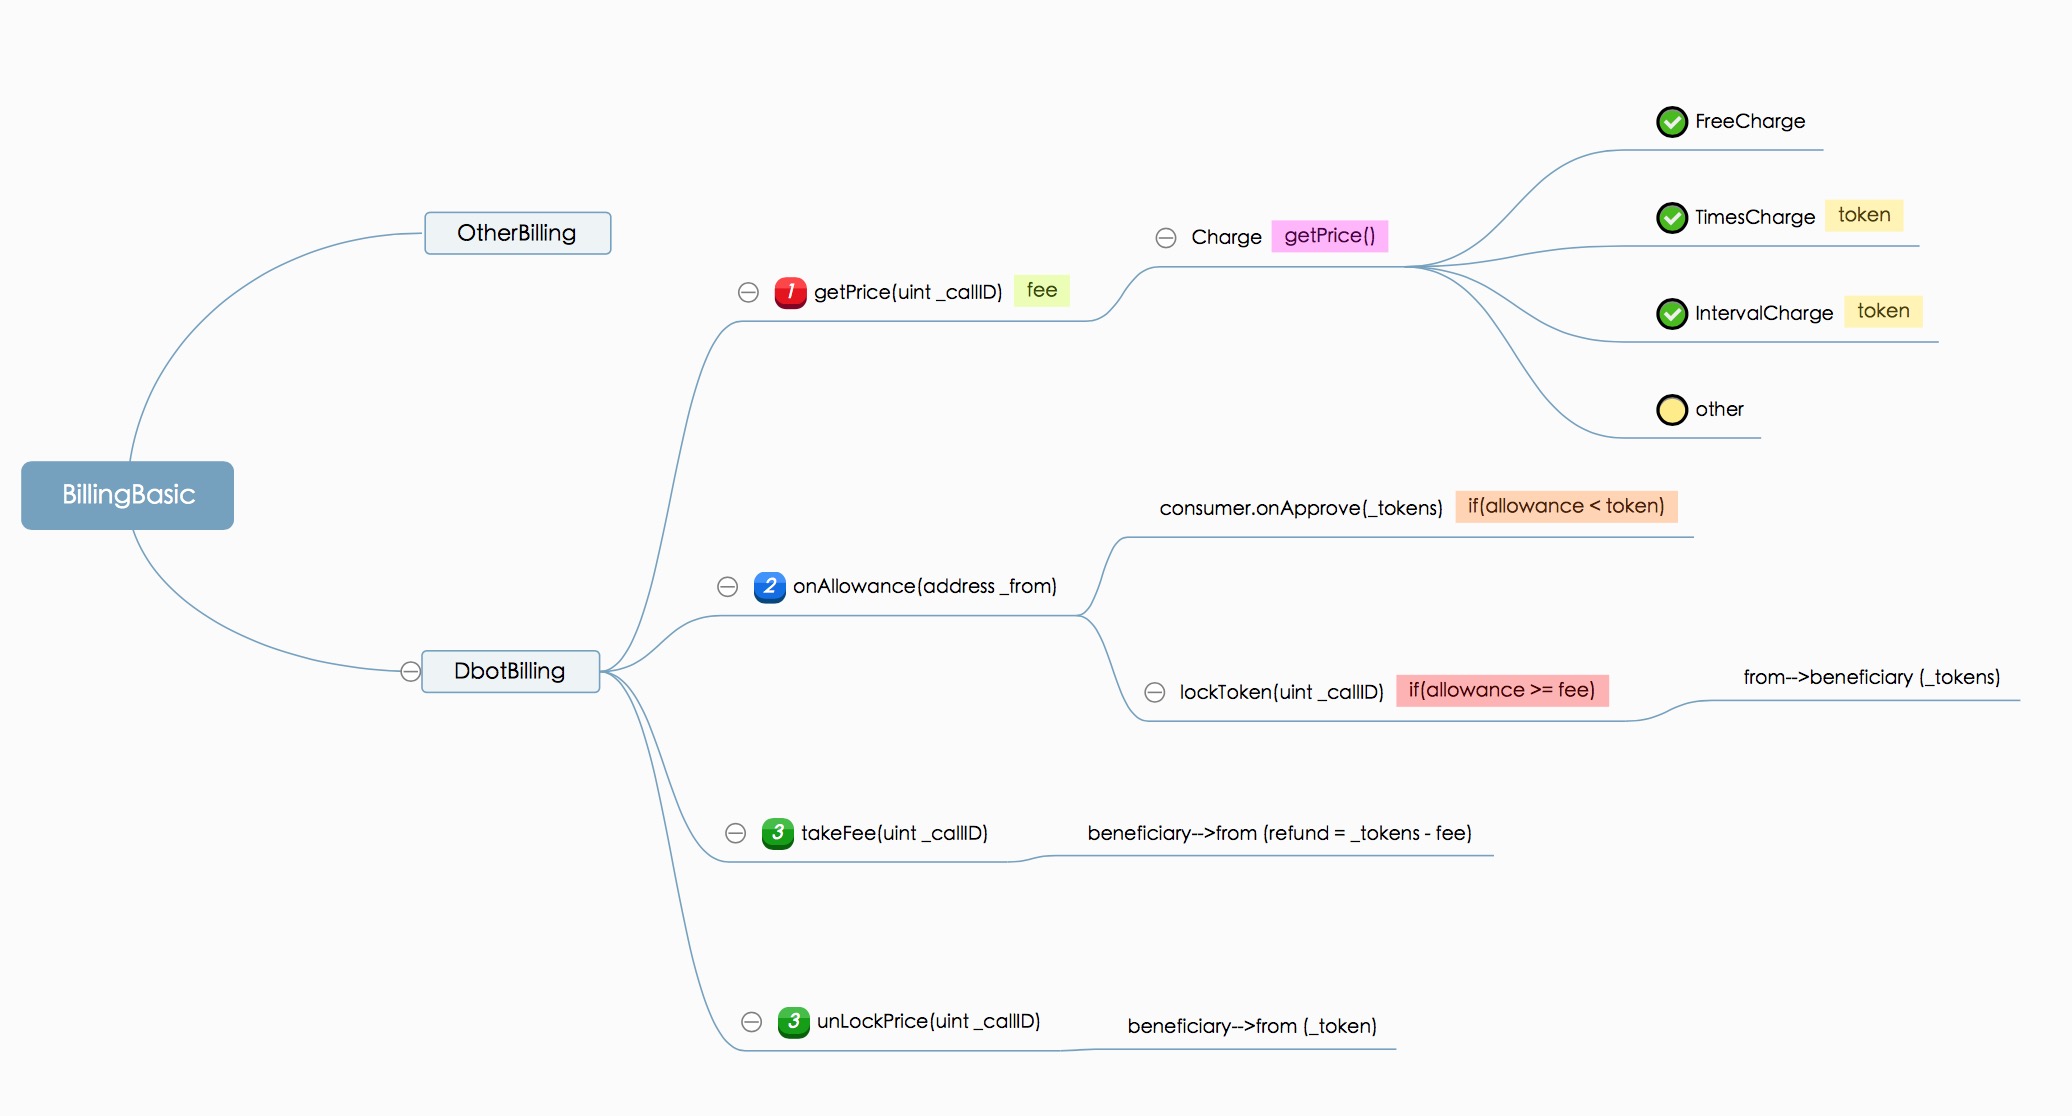 FreeCharge
TimesCharge token
OtherBilling
Charge getPrice()
1 getPrice(uint _callID) fee
IntervalCharge token
other
BillingBasic
consumer.onApprove(_tokens) if(allowance < token)
2 onAllowance(address _from)
DbotBilling
lockToken(uint _callID) if(allowance >= fee)
from-->beneficiary (_tokens)
3 takeFee(uint _callID)
beneficiary-->from (refund = _tokens - fee)
3 unLockPrice(uint _callID)
beneficiary-->from (_token)